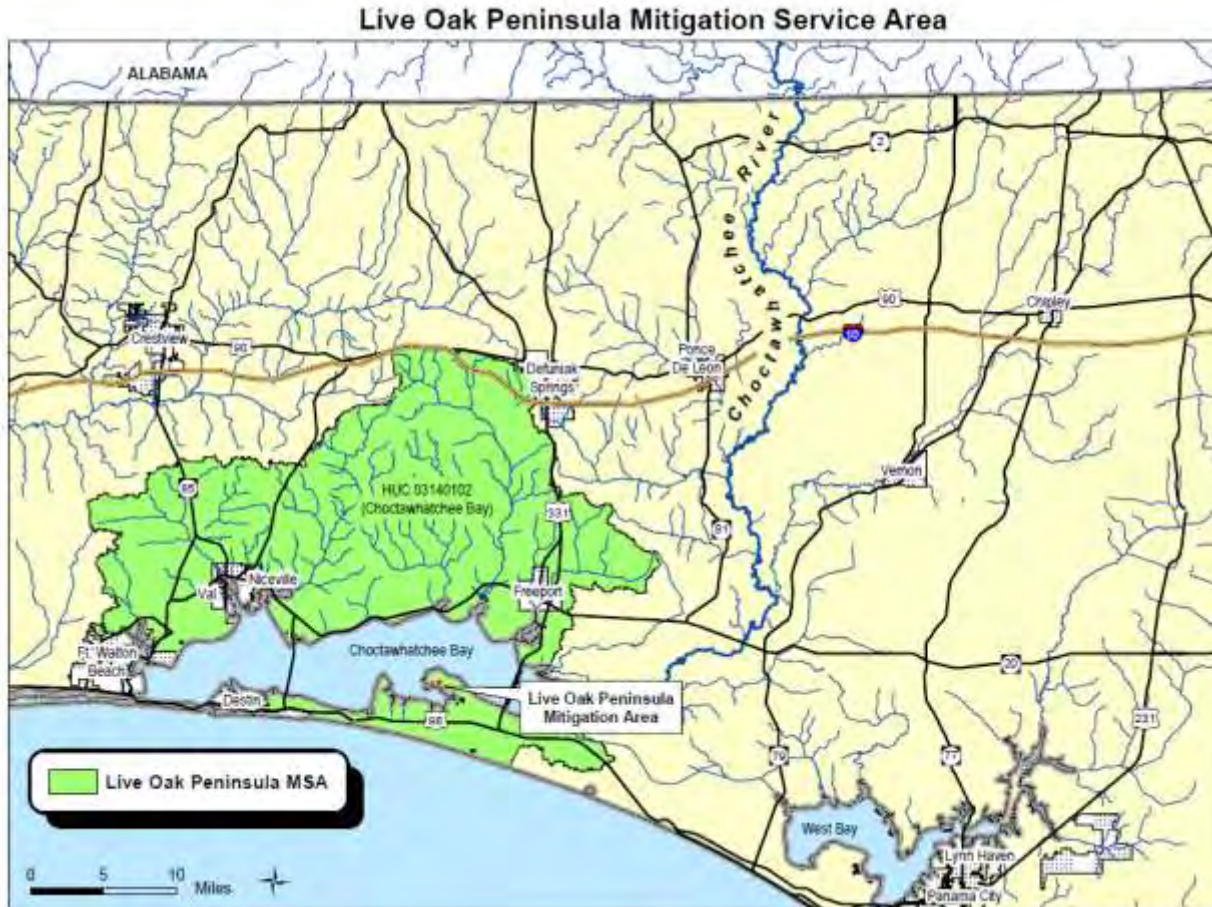 Live Oak Peninsula Mitigation Service Area
ALABAMA
2
Choctawhatchee River
90
Chipley
10
Crestview
90
Defuniak
Springs
Ponce
De Leon
Vernon
85
HUC 03140102
(Choctawhatchee Bay)
331
81
Niceville
Val
Freeport
Ft. Walton
Beach
Choctawhatchee Bay
20
Live Oak Peninsula
Mitigation Area
Destin
98
231
79
77
Live Oak Peninsula MSA
West Bay
Lynn Haven
Panama City
0 5 10
Miles